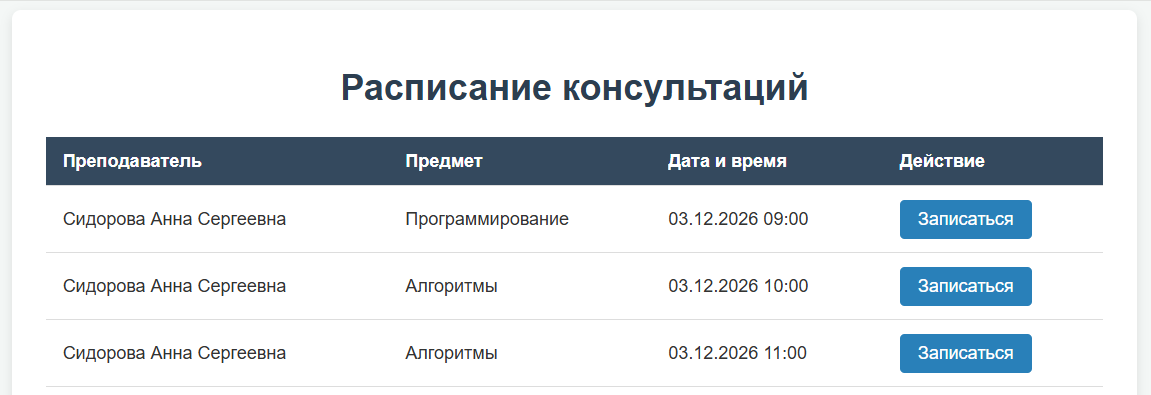 Расписание консультаций
Преподаватель Предмет Дата и время Действие
Сидорова Анна Сергеевна Программирование 03.12.2026 09:00 Записаться
Сидорова Анна Сергеевна Алгоритмы 03.12.2026 10:00 Записаться
Сидорова Анна Сергеевна Алгоритмы 03.12.2026 11:00 Записаться